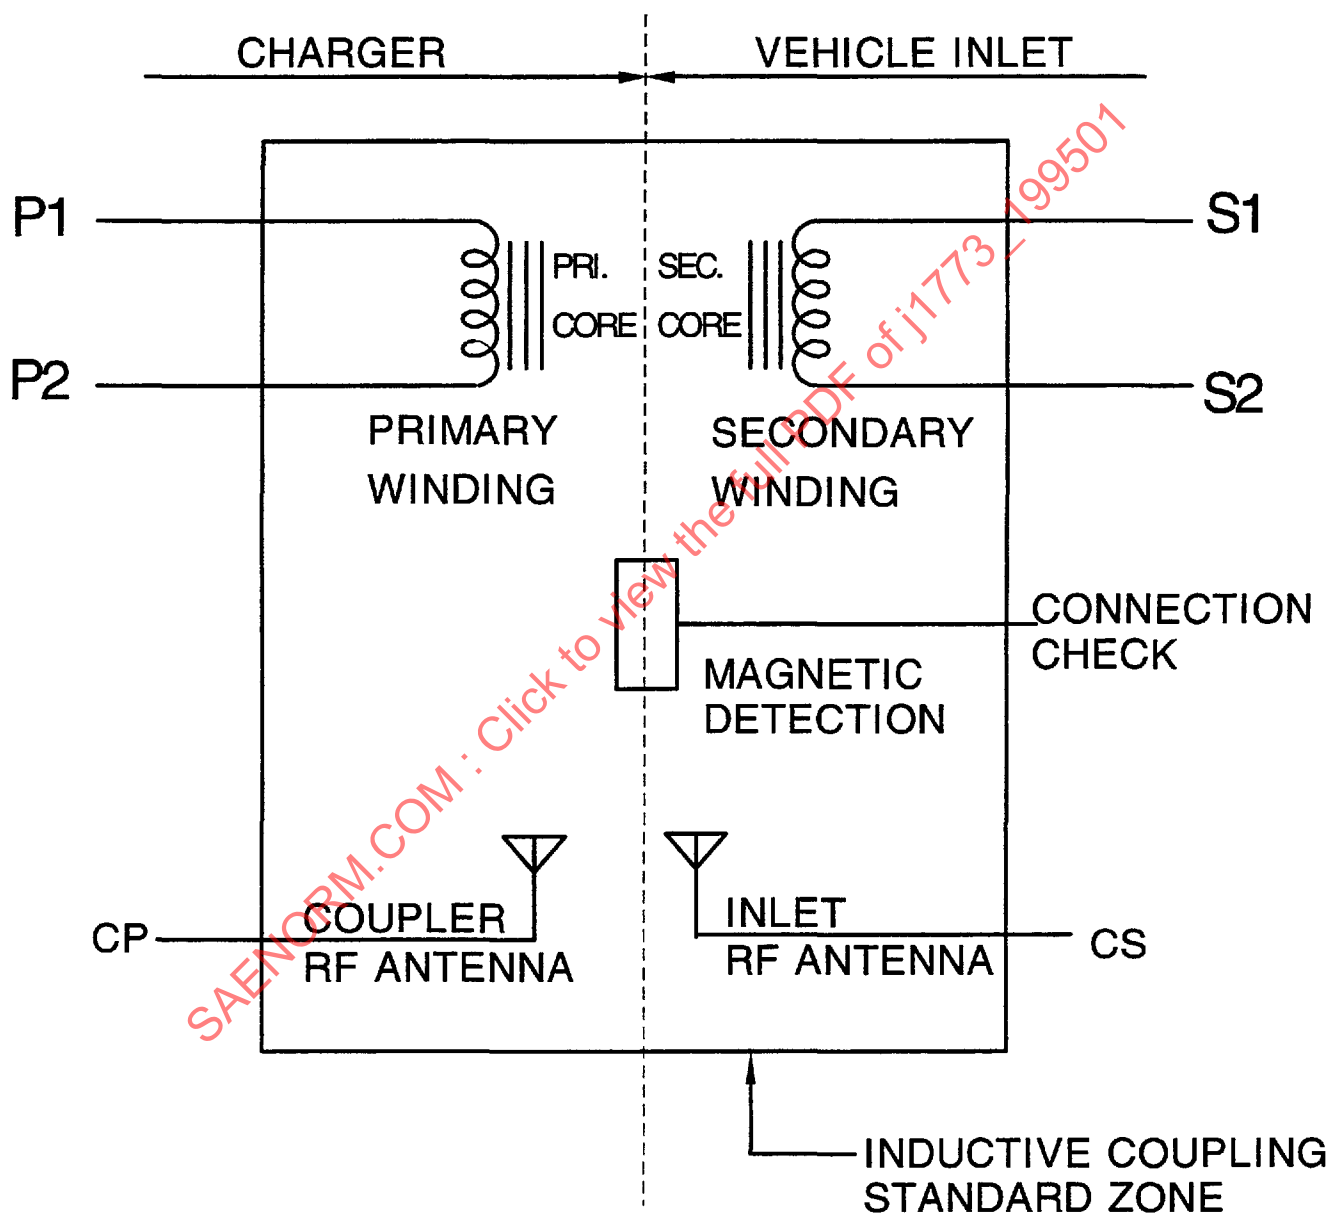 CHARGER
VEHICLE INLET
P1
S1
PRI.
CORE
SEC.
CORE
P2
S2
PRIMARY
WINDING
SECONDARY
WINDING
CONNECTION
CHECK
MAGNETIC
DETECTION
COUPLER
RF ANTENNA
INLET
RF ANTENNA
CP
CS
INDUCTIVE COUPLING
STANDARD ZONE
SAENORM.COM : Click to view the full PDF of j1773_199501